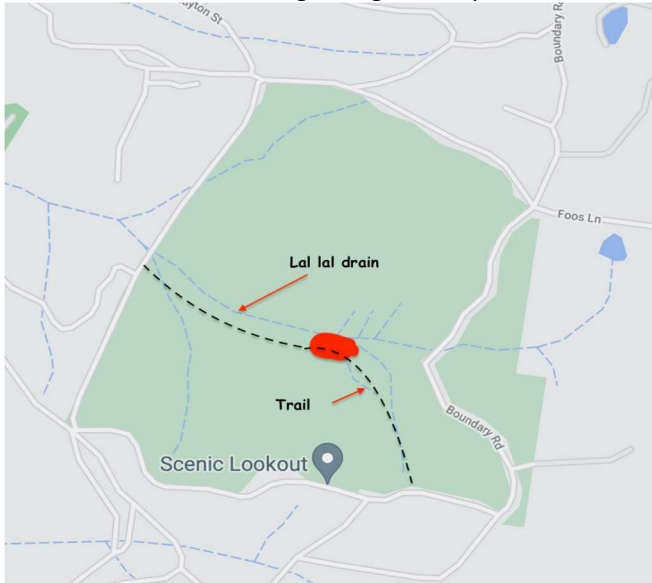 Boundary Rd
Foos Ln
Lal lal drain
Trail
Boundary Rd
Scenic Lookout